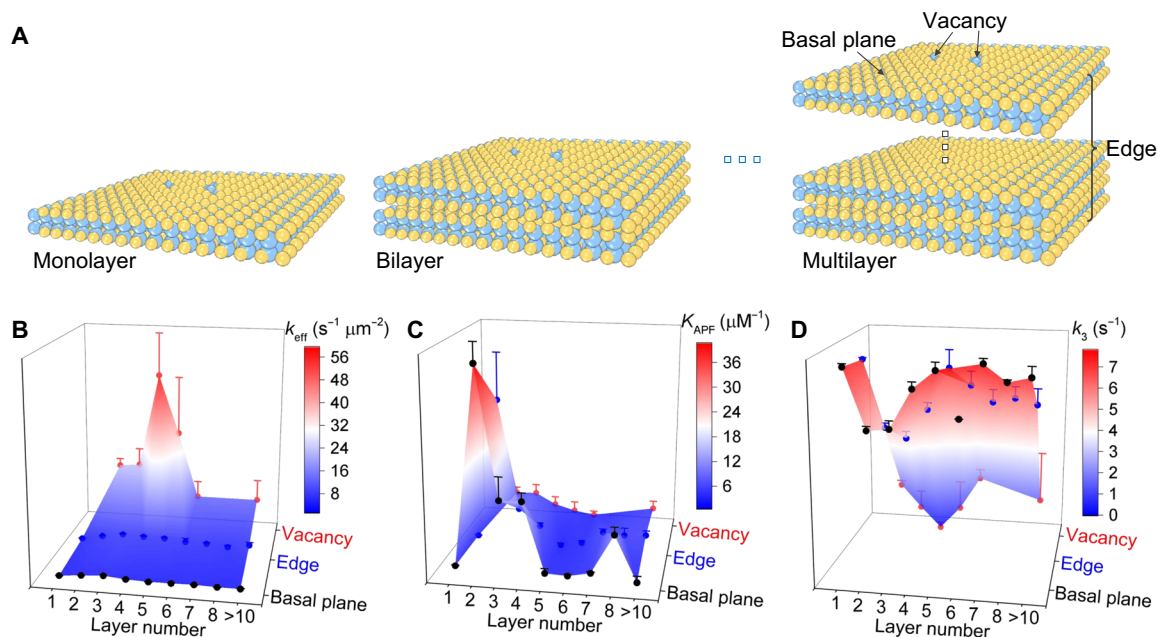 A
Vacancy
Basal plane
Edge
Monolayer
Bilayer
Multilayer
B
k_eff (s⁻¹ μm⁻²)
56
48
40
32
24
16
8
Vacancy
Edge
Basal plane
1 2 3 4 5 6 7 8 >10
Layer number
C
K_APF (μM⁻¹)
36
30
24
18
12
6
Vacancy
Edge
Basal plane
1 2 3 4 5 6 7 8 >10
Layer number
D
k₃ (s⁻¹)
7
6
5
4
3
2
1
0
Vacancy
Edge
Basal plane
1 2 3 4 5 6 7 8 >10
Layer number